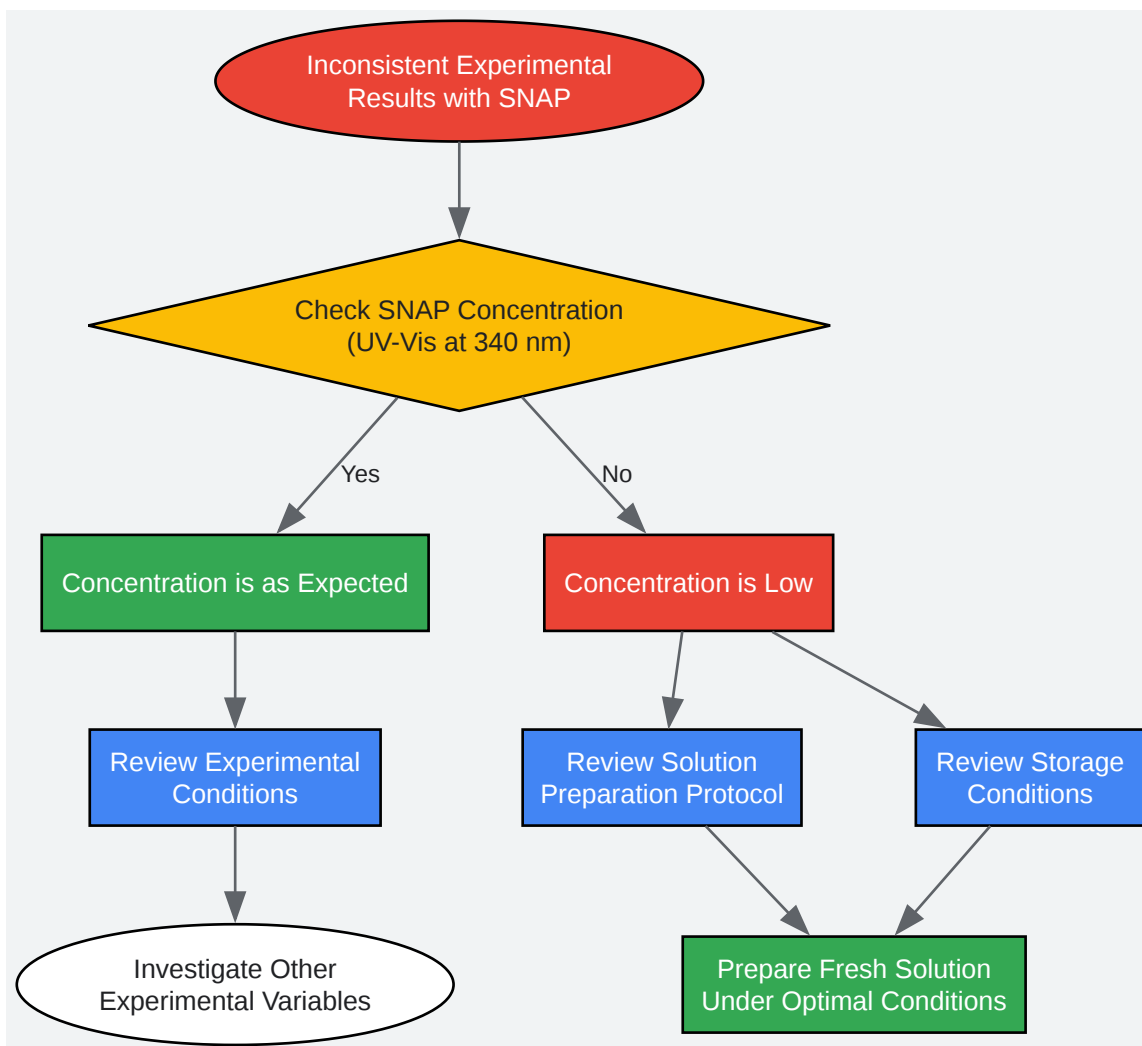 Inconsistent Experimental
Results with SNAP
Check SNAP Concentration
(UV-Vis at 340 nm)
Yes
No
Concentration is as Expected
Concentration is Low
Review Experimental
Conditions
Review Solution
Preparation Protocol
Review Storage
Conditions
Investigate Other
Experimental Variables
Prepare Fresh Solution
Under Optimal Conditions